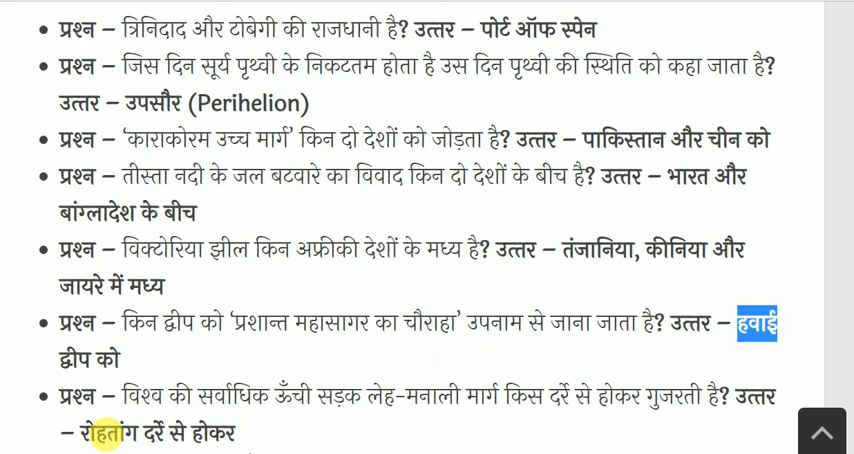 • प्रश्न – त्रिनिदाद और टोबेगी की राजधानी है? उत्तर – पोर्ट ऑफ स्पेन
• प्रश्न – जिस दिन सूर्य पृथ्वी के निकटतम होता है उस दिन पृथ्वी की स्थिति को कहा जाता है?
उत्तर – उपसौर (Perihelion)
• प्रश्न – ‘काराकोरम उच्च मार्ग’ किन दो देशों को जोड़ता है? उत्तर – पाकिस्तान और चीन को
• प्रश्न – तीस्ता नदी के जल बटवारे का विवाद किन दो देशों के बीच है? उत्तर – भारत और
बांग्लादेश के बीच
• प्रश्न – विक्टोरिया झील किन अफ्रीकी देशों के मध्य है? उत्तर – तंजानिया, कीनिया और
जायरे में मध्य
• प्रश्न – किन द्वीप को ‘प्रशान्त महासागर का चौराहा’ उपनाम से जाना जाता है? उत्तर – हवाई
द्वीप को
• प्रश्न – विश्व की सर्वाधिक ऊँची सड़क लेह-मनाली मार्ग किस दर्रे से होकर गुजरती है? उत्तर
– रोहतांग दर्रे से होकर